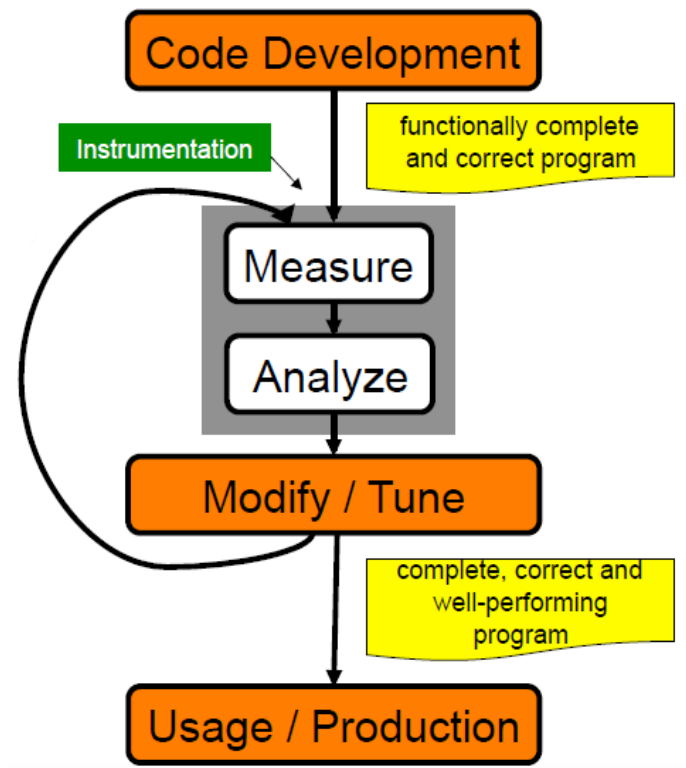 Code Development
functionally complete
and correct program
Instrumentation
Measure
Analyze
Modify / Tune
complete, correct and
well-performing
program
Usage / Production